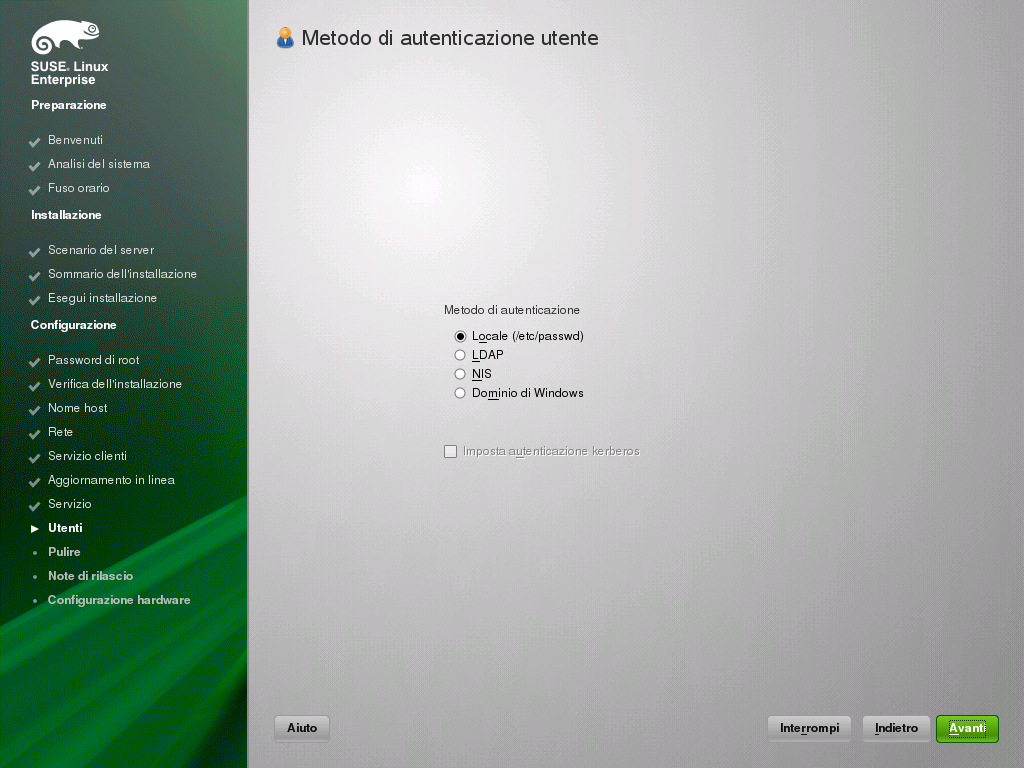 SUSE® Linux
Enterprise
Preparazione
Benvenuti
Analisi del sistema
Fuso orario
Installazione
Scenario del server
Sommario dell'installazione
Esegui installazione
Configurazione
Password di root
Verifica dell'installazione
Nome host
Rete
Servizio clienti
Aggiornamento in linea
Servizio
Utenti
Pulire
Note di rilascio
Configurazione hardware
Metodo di autenticazione utente
Metodo di autenticazione
Locale (/etc/passwd)
LDAP
NIS
Dominio di Windows
Imposta autenticazione kerberos
Aiuto
Interrompi
Indietro
Avanti